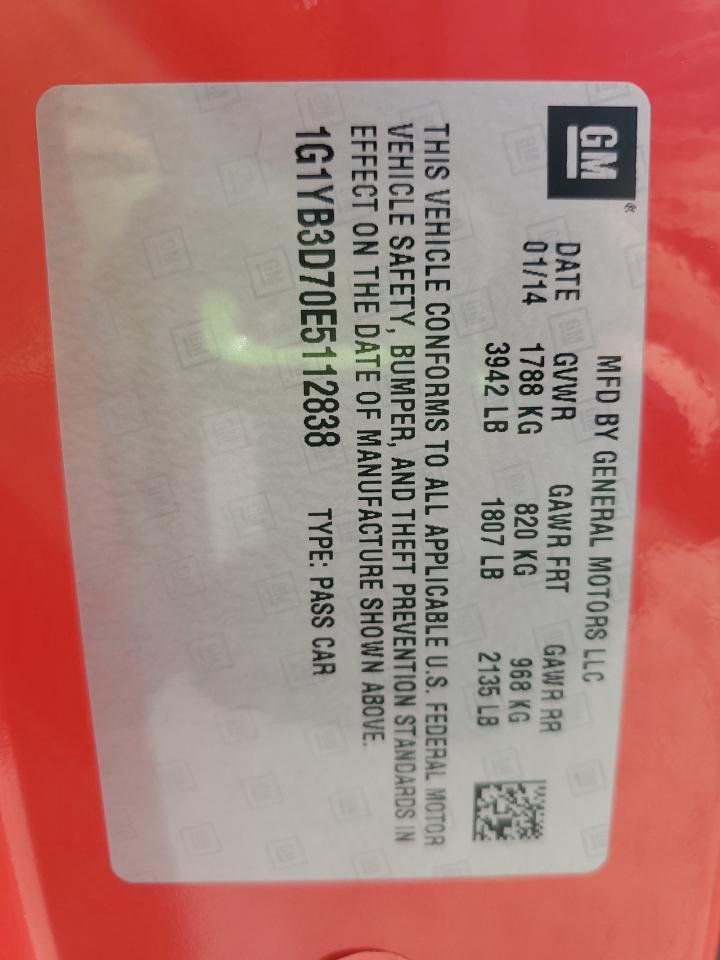 GM®
MFD BY GENERAL MOTORS LLC
DATE GVWR GAWR FRT GAWR RR
01/14 1788 KG 820 KG 968 KG
3942 LB 1807 LB 2135 LB
THIS VEHICLE CONFORMS TO ALL APPLICABLE U.S. FEDERAL MOTOR
VEHICLE SAFETY, BUMPER, AND THEFT PREVENTION STANDARDS IN
EFFECT ON THE DATE OF MANUFACTURE SHOWN ABOVE.
1G1YB3D70E5112838 TYPE: PASS CAR